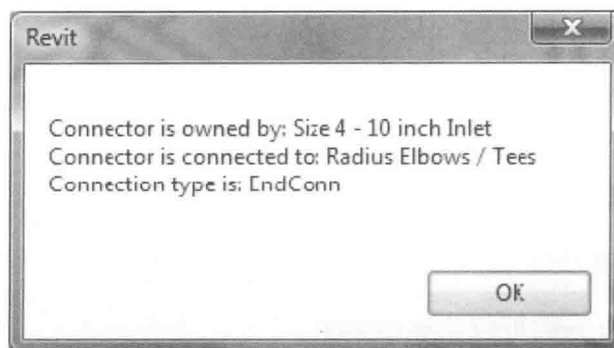 Revit
Connector is owned by: Size 4 - 10 inch Inlet
Connector is connected to: Radius Elbows / Tees
Connection type is: EndConn
OK